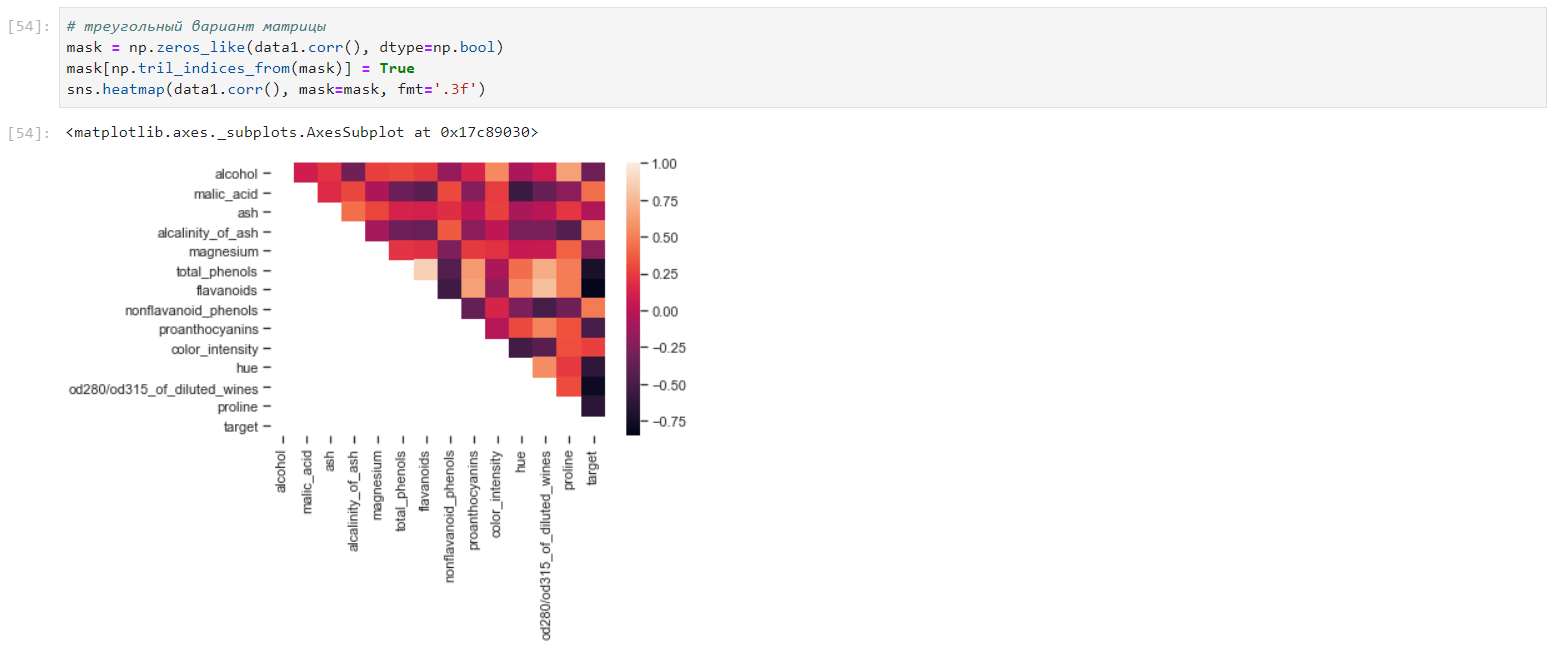 [54]:
# треугольный вариант матрицы
mask = np.zeros_like(data1.corr(), dtype=np.bool)
mask[np.tril_indices_from(mask)] = True
sns.heatmap(data1.corr(), mask=mask, fmt='.3f')
[54]:
<matplotlib.axes._subplots.AxesSubplot at 0x17c89030>
alcohol
malic_acid
ash
alcalinity_of_ash
magnesium
total_phenols
flavanoids
nonflavanoid_phenols
proanthocyanins
color_intensity
hue
od280/od315_of_diluted_wines
proline
target
alcohol
malic_acid
ash
alcalinity_of_ash
magnesium
total_phenols
flavanoids
nonflavanoid_phenols
proanthocyanins
color_intensity
hue
od280/od315_of_diluted_wines
proline
target
1.00
0.75
0.50
0.25
0.00
−0.25
−0.50
−0.75